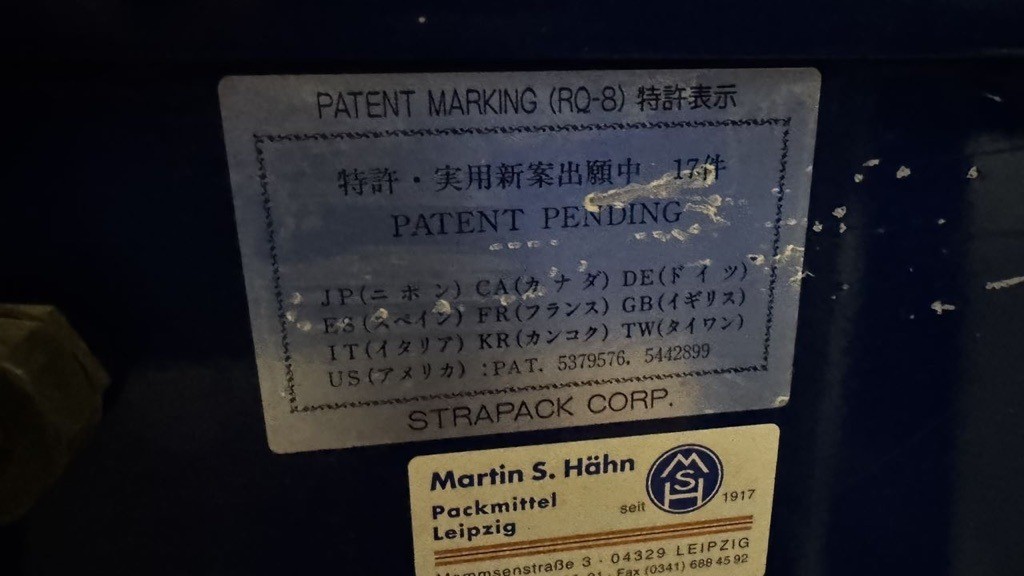 PATENT MARKING (RQ-8) 特許表示
特許・実用新案出願中 17件
PATENT PENDING
JP(ニホン) CA(カナダ) DE(ドイツ)
ES(スペイン) FR(フランス) GB(イギリス)
IT(イタリア) KR(カンコク) TW(タイワン)
US(アメリカ) :PAT. 5379576. 5442899
STRAPACK CORP.
Martin S. Hähn
Packmittel
Leipzig
seit MSH 1917
Mommsenstraße 3 · 04329 LEIPZIG
Fax (0341) 688 45 92